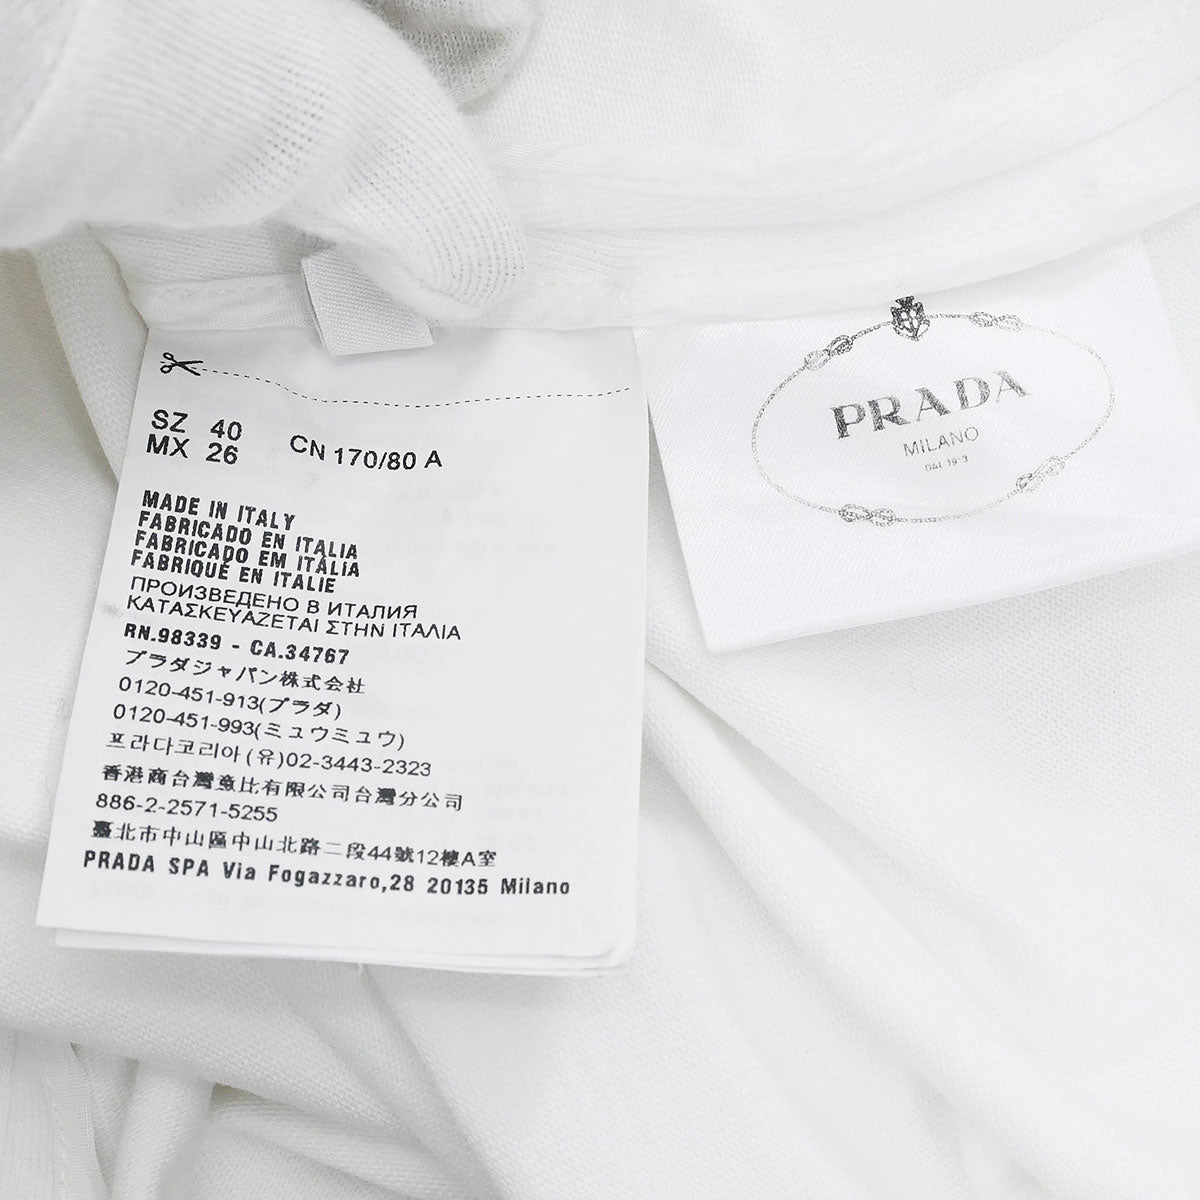 SZ 40
MX 26
CN 170/80 A
MADE IN ITALY
FABRICADO EN ITALIA
FABRICADO EM ITÁLIA
FABRIQUÉ EN ITALIE
ПРОИЗВЕДЕНО В ИТАЛИЯ
ΚΑΤΑΣΚΕΥΑΖΕΤΑΙ ΣΤΗΝ ΙΤΑΛΙΑ
RN.98339 - CA.34767
プラダジャパン株式会社
0120-451-913(プラダ)
0120-451-993(ミュウミュウ)
프라다코리아(유)02-3443-2323
香港商台灣意比有限公司台灣分公司
886-2-2571-5255
臺北市中山區中山北路二段44號12樓A室
PRADA SPA Via Fogazzaro,28 20135 Milano
PRADA
MILANO
DAL 1913